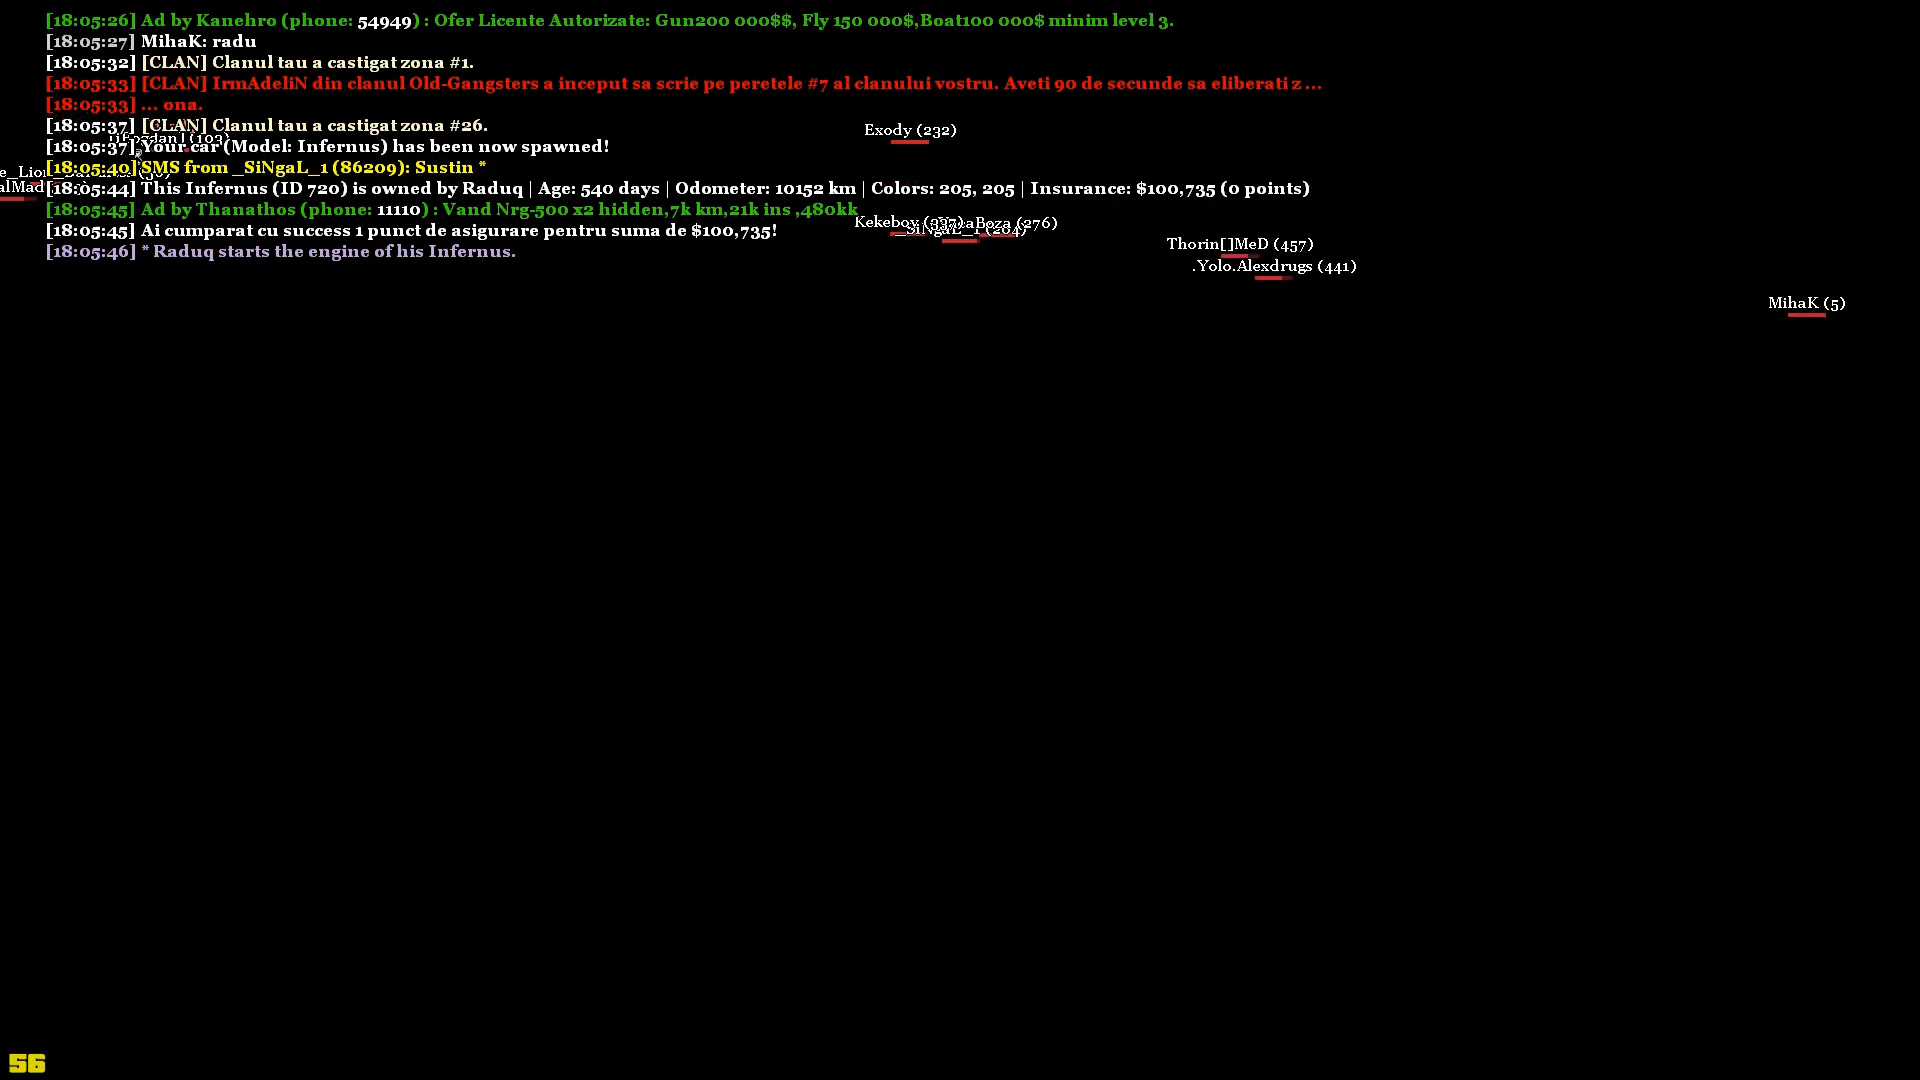 [18:05:26] Ad by Kanehro (phone: 54949) : Ofer Licente Autorizate: Gun200 000$$, Fly 150 000$,Boat100 000$ minim level 3.
[18:05:27] MihaK: radu
[18:05:32] [CLAN] Clanul tau a castigat zona #1.
[18:05:33] [CLAN] IrmAdeliN din clanul Old-Gangsters a inceput sa scrie pe peretele #7 al clanului vostru. Aveti 90 de secunde sa eliberati z ...
[18:05:33] ... ona.
[18:05:37] [CLAN] Clanul tau a castigat zona #26.
Exody (232)
(103)
[18:05:37] Your car (Model: Infernus) has been now spawned!
[18:05:40] SMS from _SiNgaL_1 (86209): Sustin *
[18:05:44] This Infernus (ID 720) is owned by Raduq | Age: 540 days | Odometer: 10152 km | Colors: 205, 205 | Insurance: $100,735 (0 points)
[18:05:45] Ad by Thanathos (phone: 11110) : Vand Nrg-500 x2 hidden,7k km,21k ins ,480kk
Kekebox (337)
(276)
[18:05:45] Ai cumparat cu success 1 punct de asigurare pentru suma de $100,735!
_SiNgaL_1 (264)
Thorin[]MeD (457)
[18:05:46] * Raduq starts the engine of his Infernus.
.Yolo.Alexdrugs (441)
MihaK (5)
56